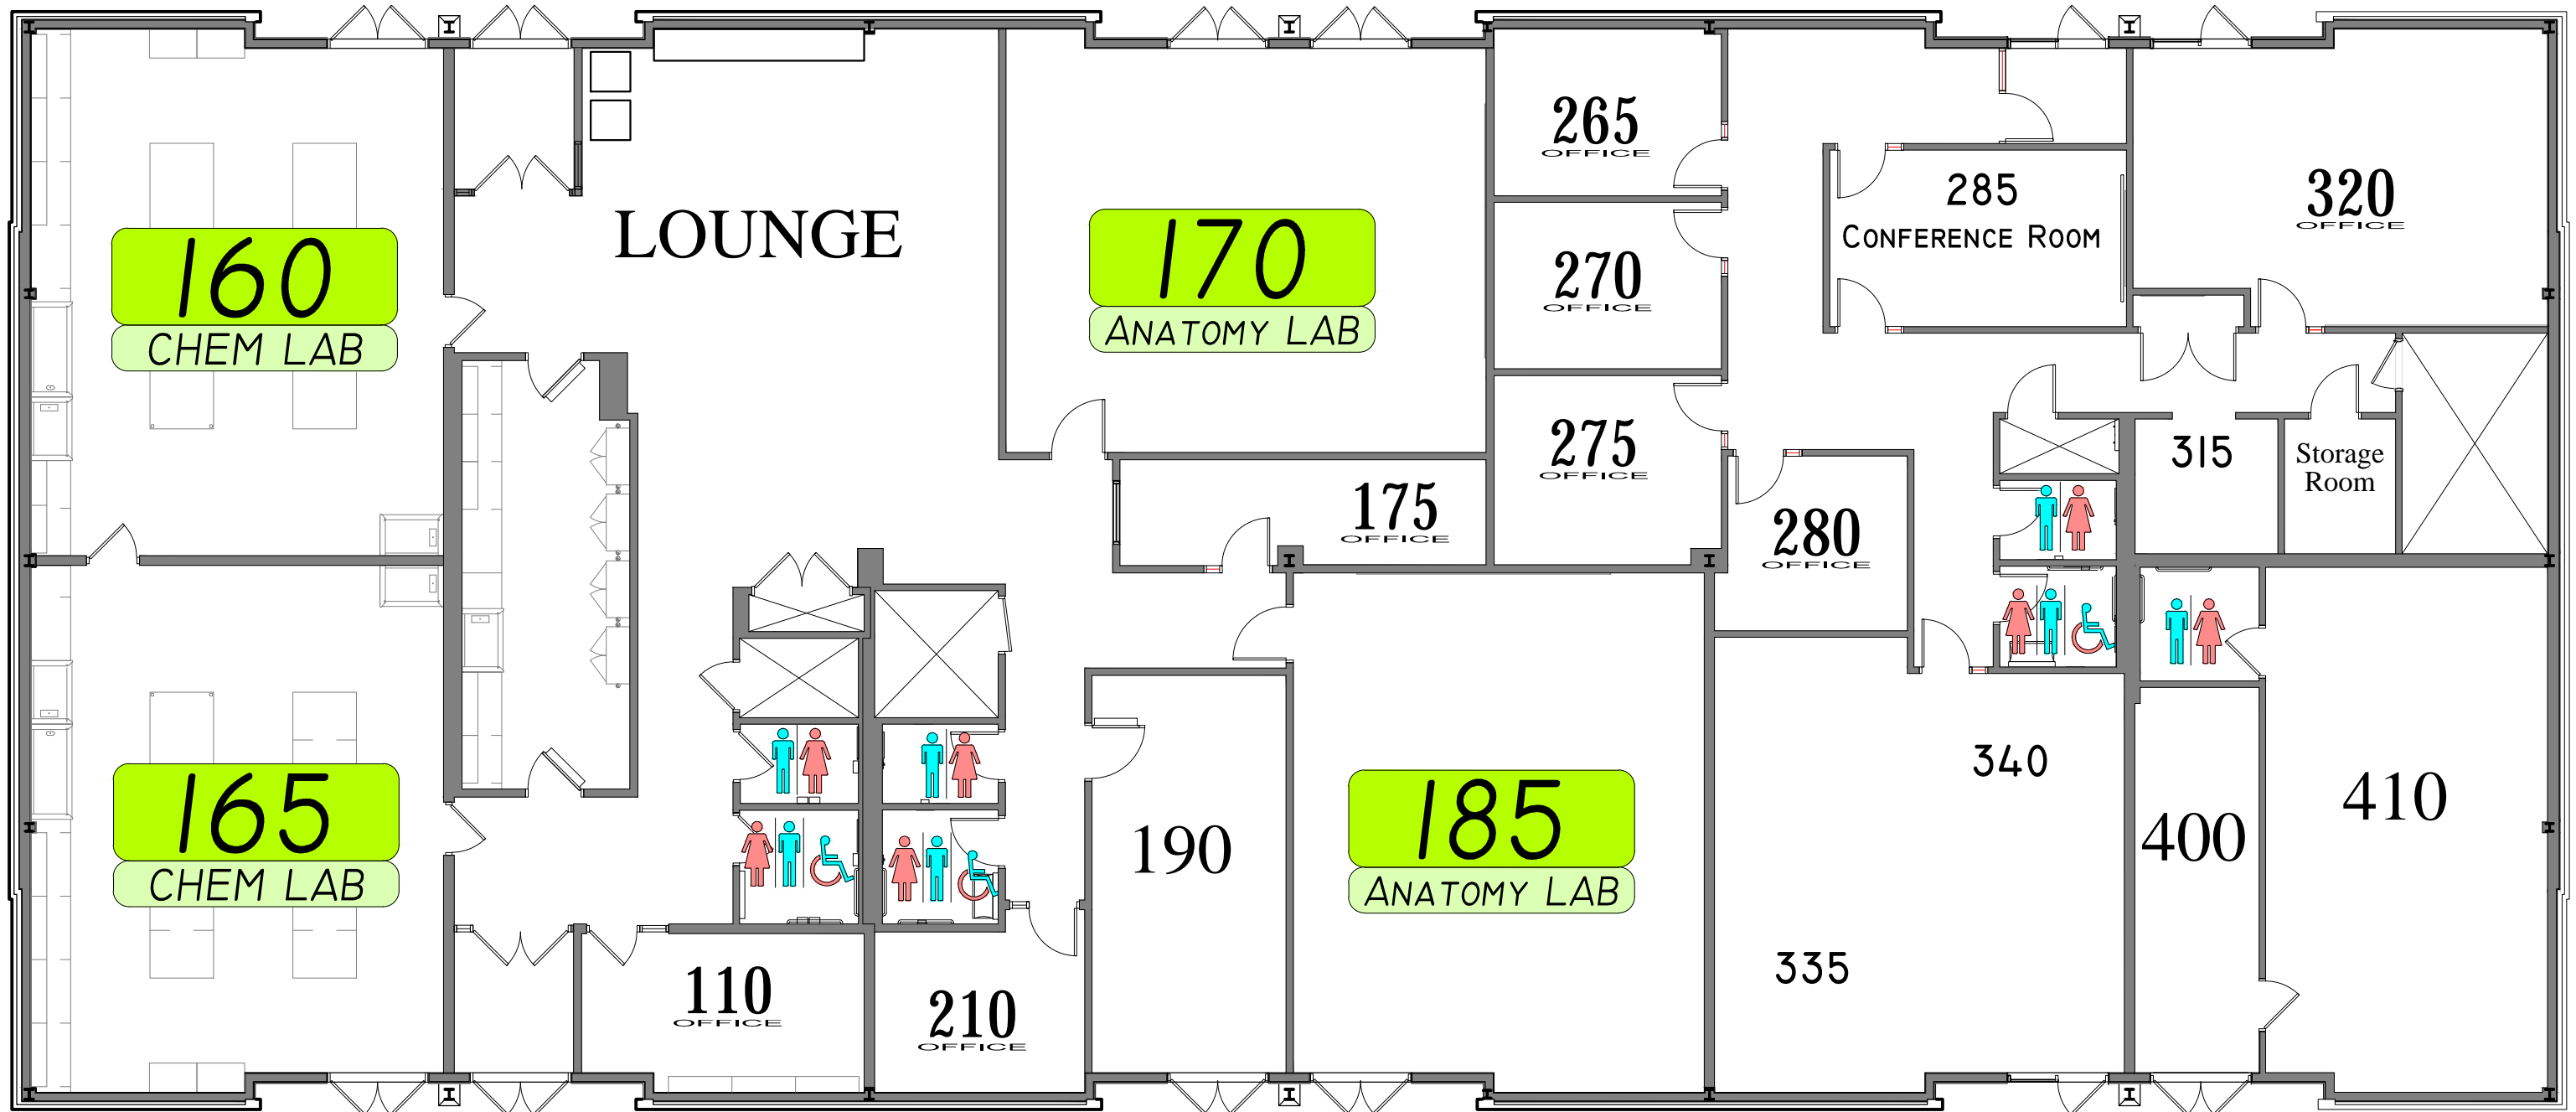 160
CHEM LAB
LOUNGE
170
ANATOMY LAB
265
OFFICE
270
OFFICE
275
OFFICE
285
CONFERENCE ROOM
320
OFFICE
315
Storage
Room
175
OFFICE
280
OFFICE
165
CHEM LAB
110
OFFICE
210
OFFICE
190
185
ANATOMY LAB
340
335
400
410